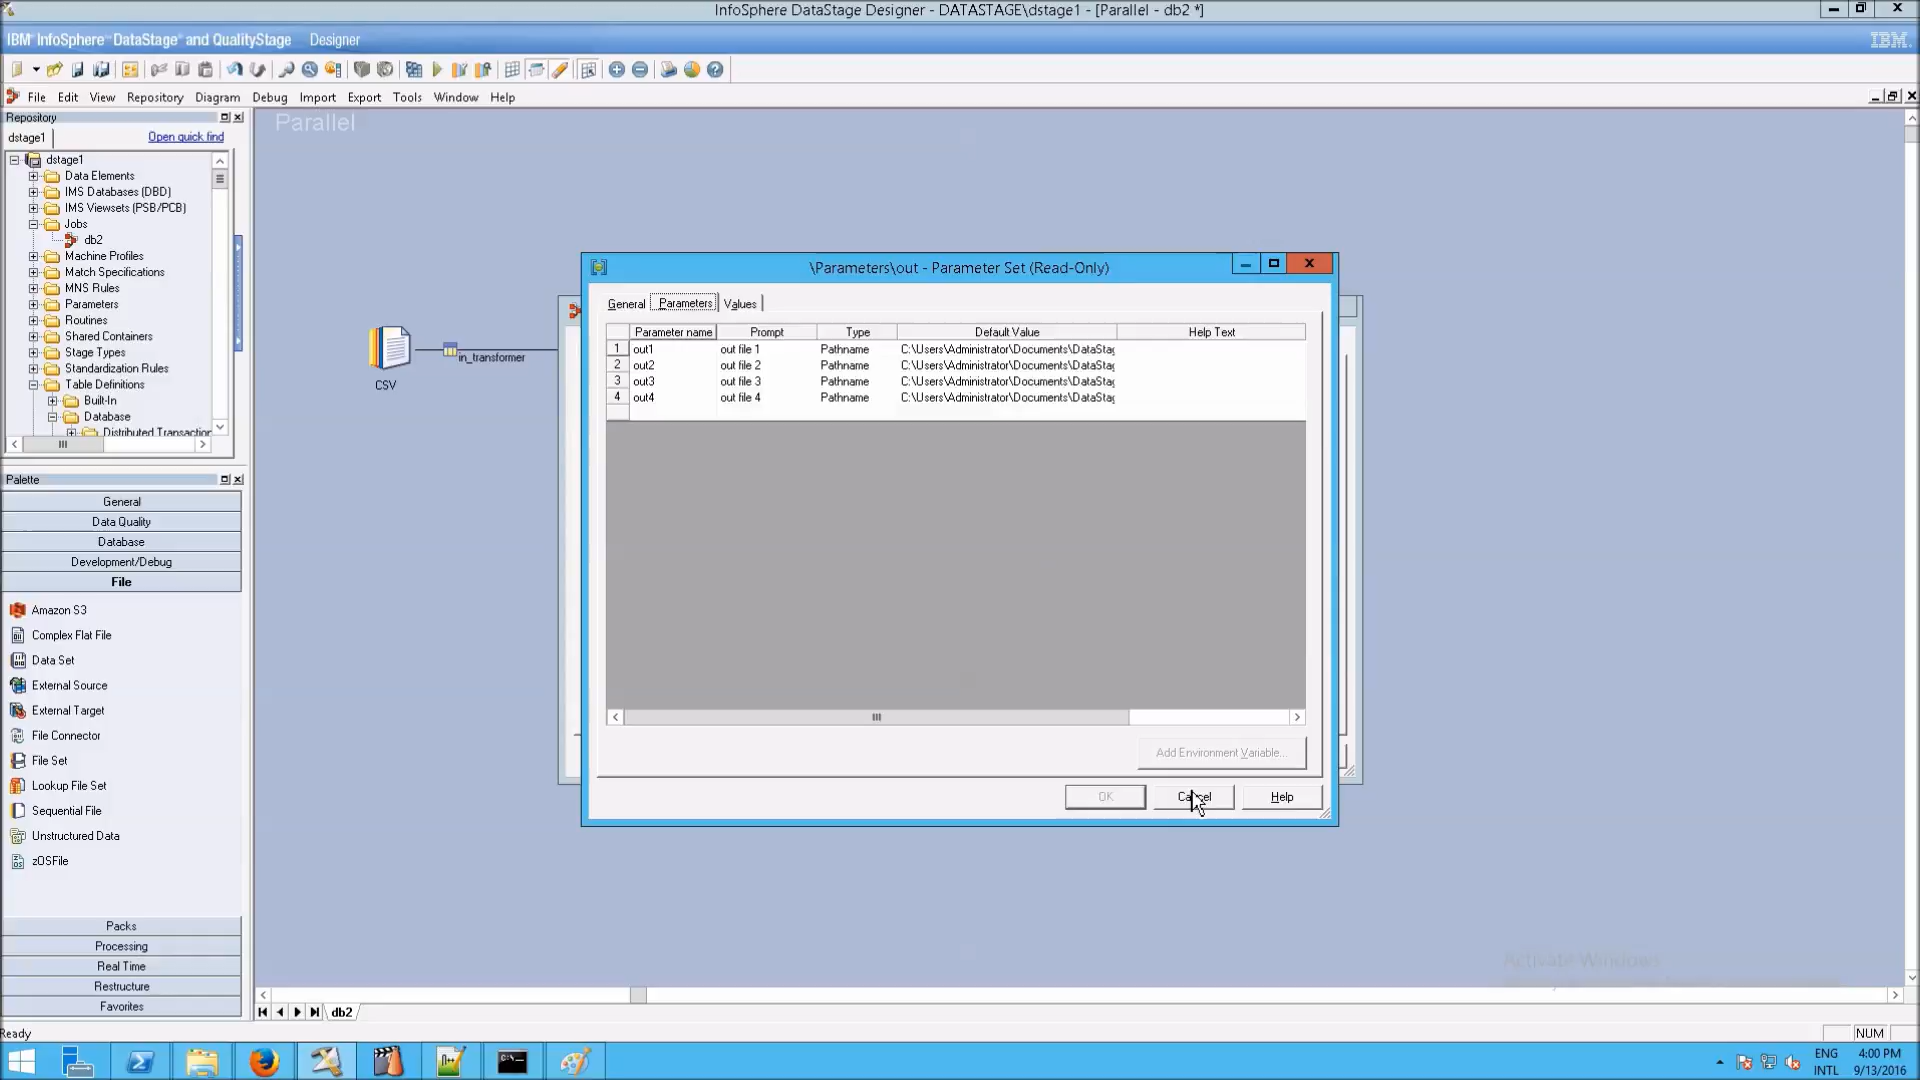 InfoSphere DataStage Designer - DATASTAGE\dstage1 - [Parallel - db2 *]
IBM InfoSphere DataStage and QualityStage Designer
IBM
File Edit View Repository Diagram Debug Import Export Tools Window Help
Repository
dstage1 Open quick find
Parallel
dstage1
Data Elements
IMS Databases (DBD)
IMS Viewsets (PSB/PCB)
Jobs
db2
Machine Profiles
Match Specifications
MNS Rules
Parameters
Routines
Shared Containers
Stage Types
Standardization Rules
Table Definitions
Built-In
Database
Distributed Transaction
CSV
in_transformer
\Parameters\out - Parameter Set (Read-Only)
General Parameters Values
Parameter name Prompt Type Default Value Help Text
1 out1 out file 1 Pathname C:\Users\Administrator\Documents\DataStag
2 out2 out file 2 Pathname C:\Users\Administrator\Documents\DataStag
3 out3 out file 3 Pathname C:\Users\Administrator\Documents\DataStag
4 out4 out file 4 Pathname C:\Users\Administrator\Documents\DataStag
Add Environment Variable...
OK Cancel Help
Palette
General
Data Quality
Database
Development/Debug
File
Amazon S3
Complex Flat File
Data Set
External Source
External Target
File Connector
File Set
Lookup File Set
Sequential File
Unstructured Data
zOSFile
Packs
Processing
Real Time
Restructure
Favorites
Activate Windows
db2
Ready
NUM
ENG 4:00 PM
INTL 9/13/2016